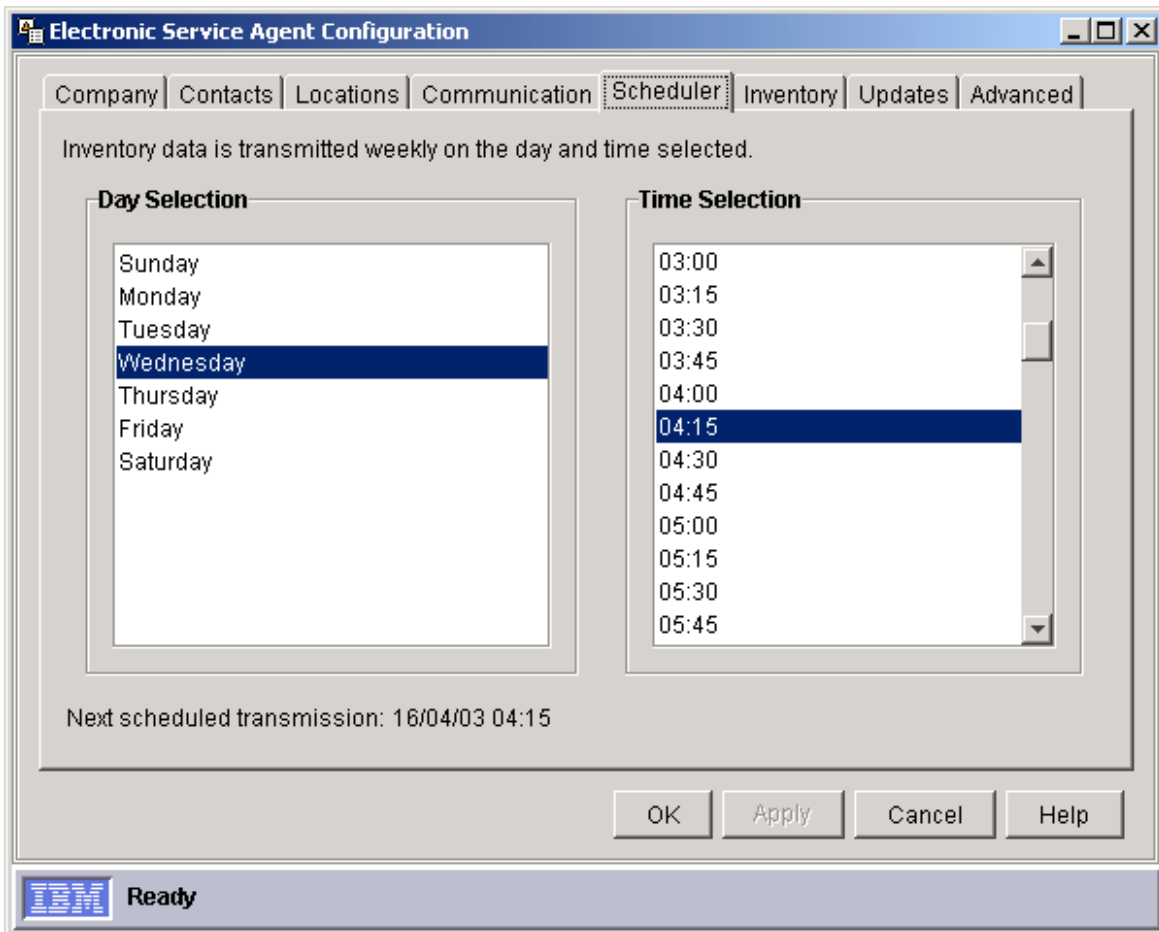 Electronic Service Agent Configuration
Company Contacts Locations Communication Scheduler Inventory Updates Advanced
Inventory data is transmitted weekly on the day and time selected.
Day Selection
Sunday
Monday
Tuesday
Wednesday
Thursday
Friday
Saturday
Time Selection
03:00
03:15
03:30
03:45
04:00
04:15
04:30
04:45
05:00
05:15
05:30
05:45
Next scheduled transmission: 16/04/03 04:15
OK Apply Cancel Help
IBM Ready